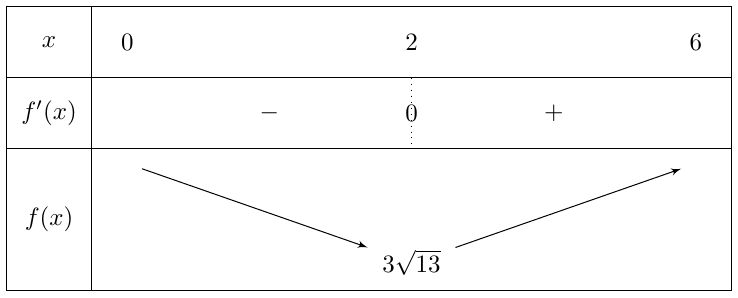 x 0 2 6
f′(x) − 0 +
f(x)
3√13